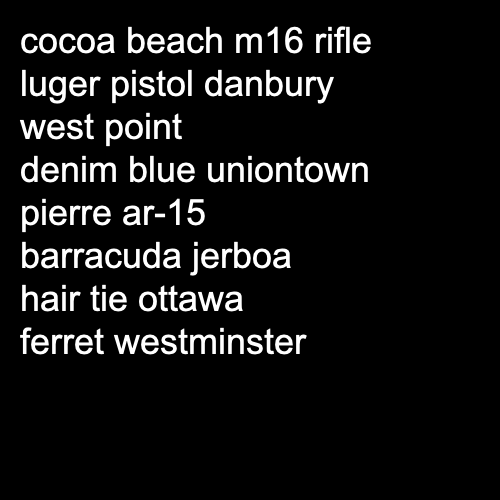 cocoa beach m16 rifle
luger pistol danbury
west point
denim blue uniontown
pierre ar-15
barracuda jerboa
hair tie ottawa
ferret westminster